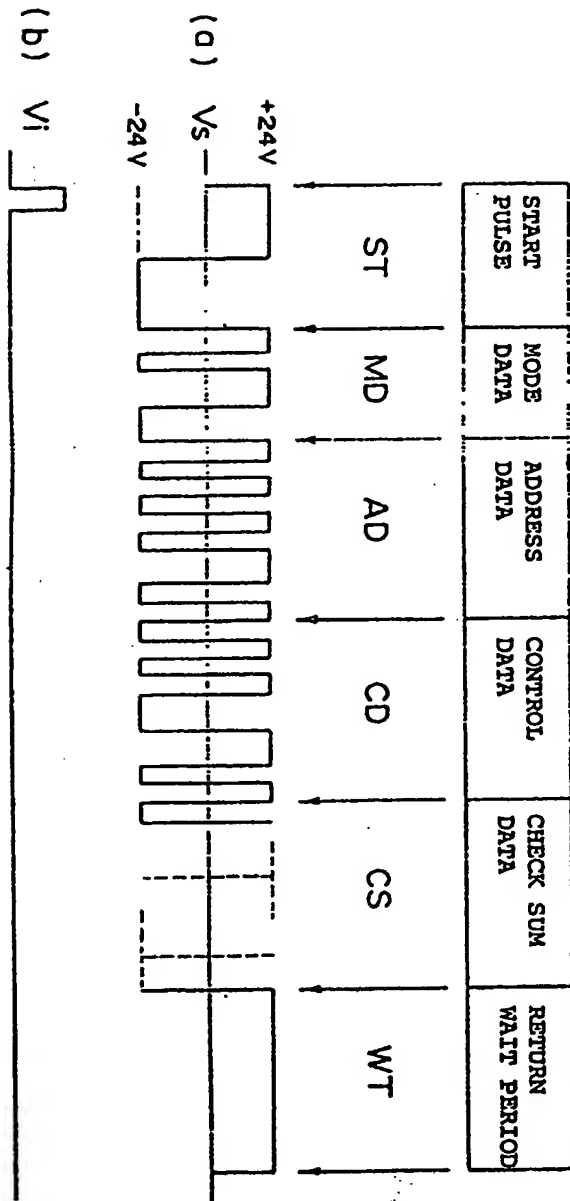 START
PULSE
MODE
DATA
ADDRESS
DATA
CONTROL
DATA
CHECK SUM
DATA
RETURN
WAIT PERIOD
ST
MD
AD
CD
CS
WT
+24V
(a) Vs
-24V
(b) Vi